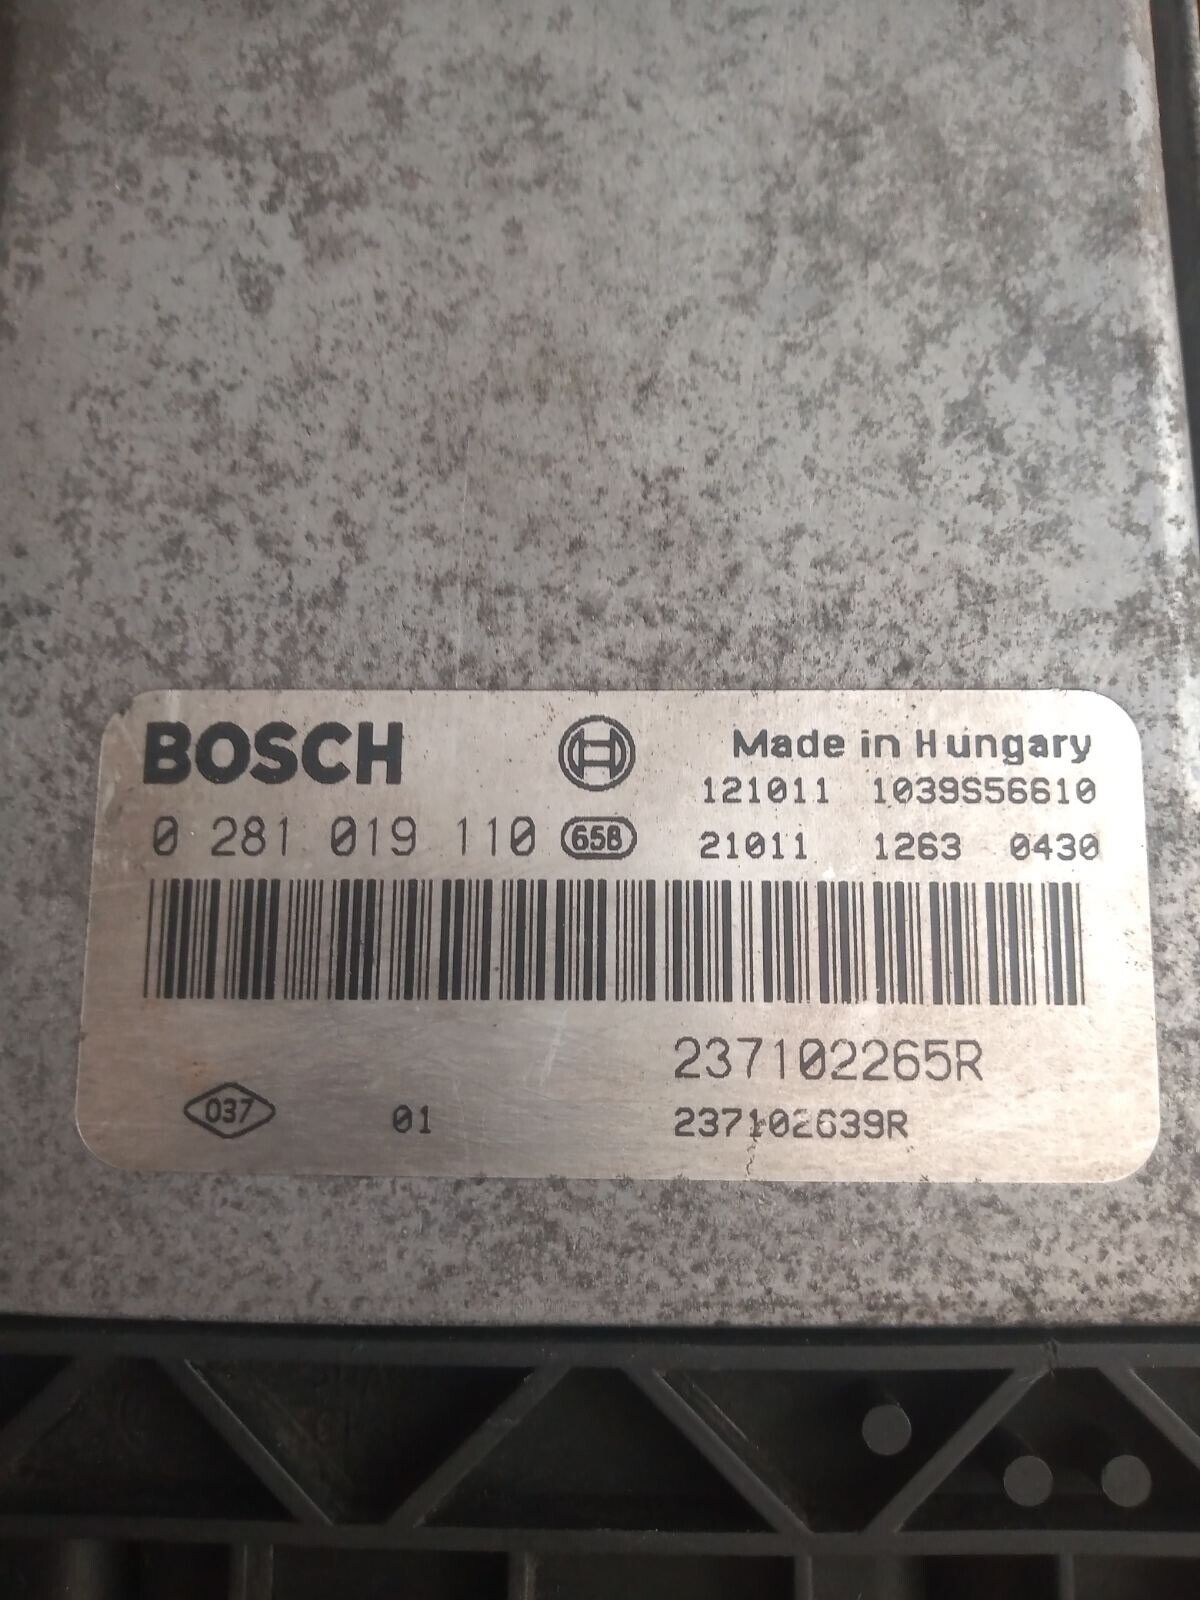 BOSCH
Made in Hungary
121011 1039S56610
0 281 019 110 658
21011 1263 0430
237102265R
037 01 237102639R